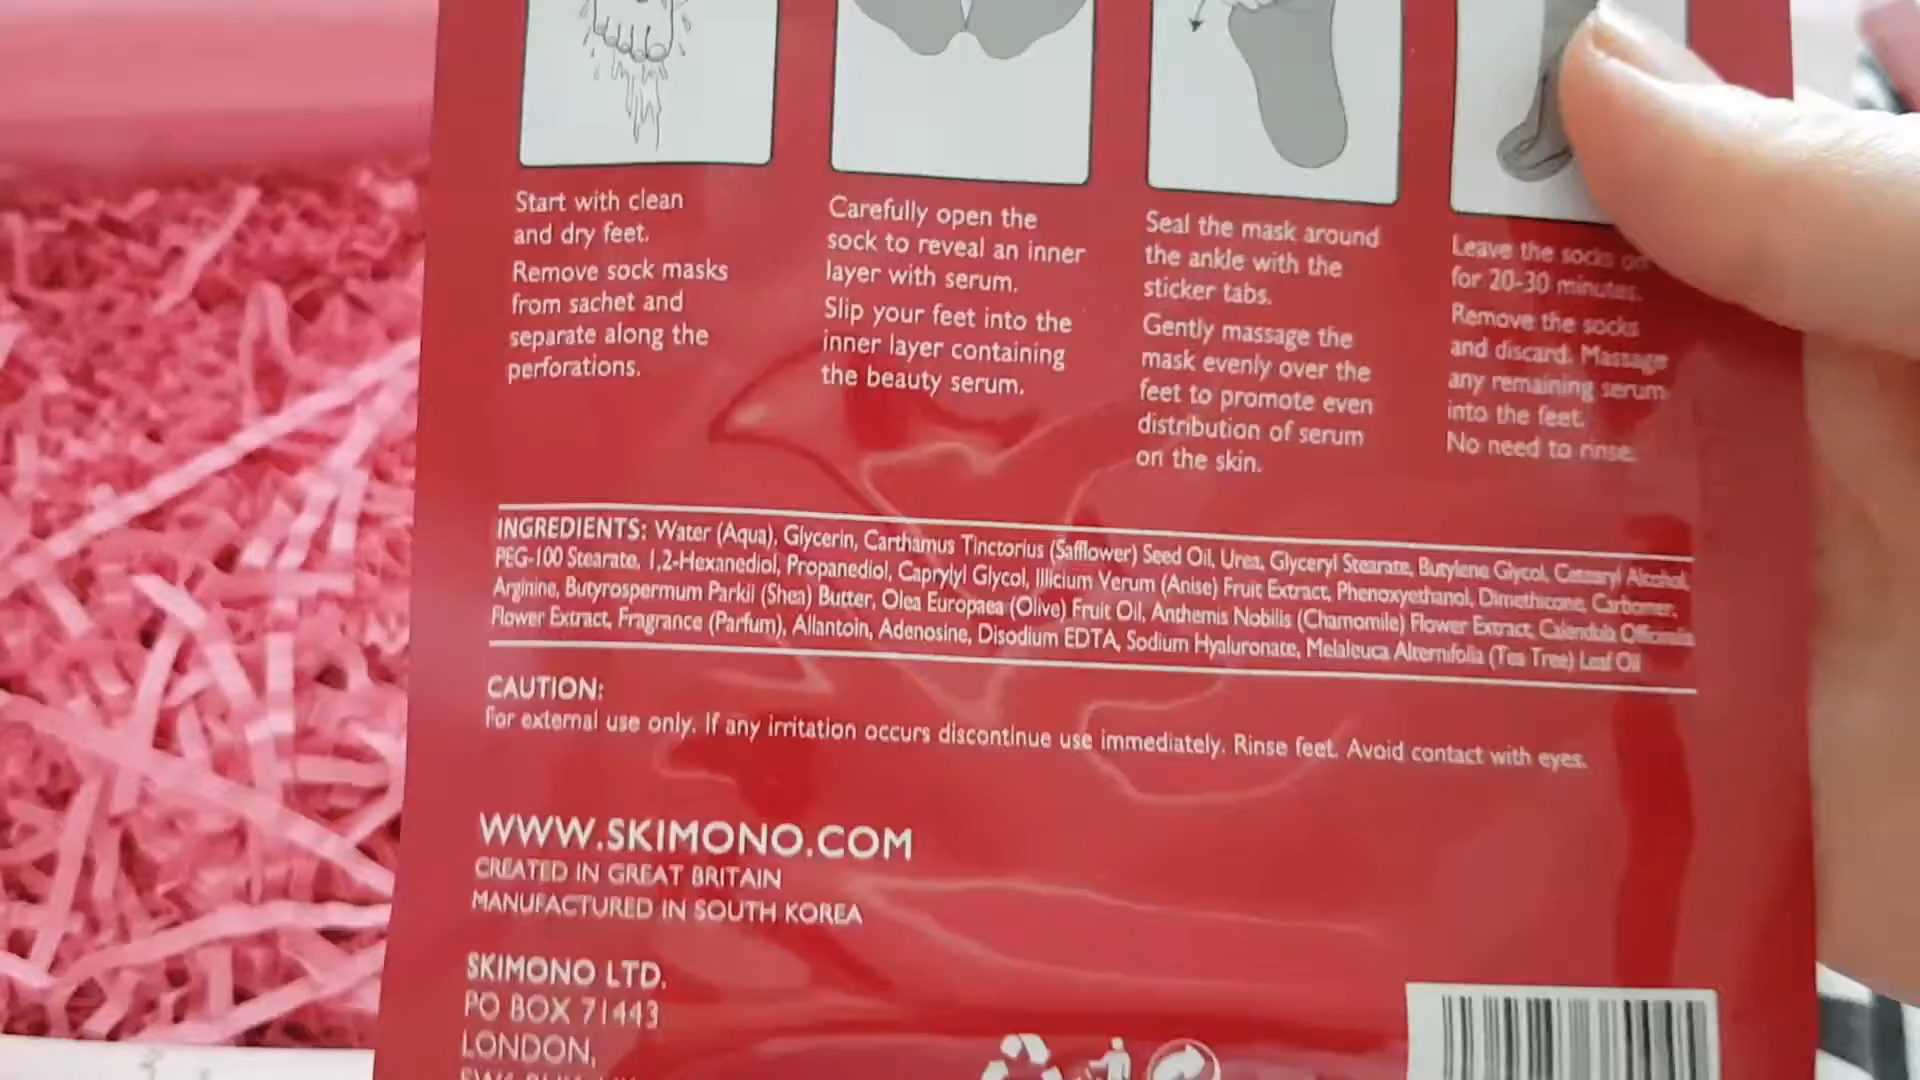 Start with clean
and dry feet.
Remove sock masks
from sachet and
separate along the
perforations.
Carefully open the
sock to reveal an inner
layer with serum.
Slip your feet into the
inner layer containing
the beauty serum.
Seal the mask around
the ankle with the
sticker tabs.
Gently massage the
mask evenly over the
feet to promote even
distribution of serum
on the skin.
Leave the socks on
for 20-30 minutes.
Remove the socks
and discard. Massage
any remaining serum
into the feet.
No need to rinse.
INGREDIENTS: Water (Aqua), Glycerin, Carthamus Tinctorius (Safflower) Seed Oil, Urea, Glyceryl Stearate, Butylene Glycol, Cetearyl Alcohol,
PEG-100 Stearate, 1,2-Hexanediol, Propanediol, Caprylyl Glycol, Illicium Verum (Anise) Fruit Extract, Phenoxyethanol, Dimethicone, Carbomer,
Arginine, Butyrospermum Parkii (Shea) Butter, Olea Europaea (Olive) Fruit Oil, Anthemis Nobilis (Chamomile) Flower Extract, Calendula Officinalis
Flower Extract, Fragrance (Parfum), Allantoin, Adenosine, Disodium EDTA, Sodium Hyaluronate, Melaleuca Alternifolia (Tea Tree) Leaf Oil
CAUTION:
For external use only. If any irritation occurs discontinue use immediately. Rinse feet. Avoid contact with eyes.
WWW.SKIMONO.COM
CREATED IN GREAT BRITAIN
MANUFACTURED IN SOUTH KOREA
SKIMONO LTD.
PO BOX 71443
LONDON,